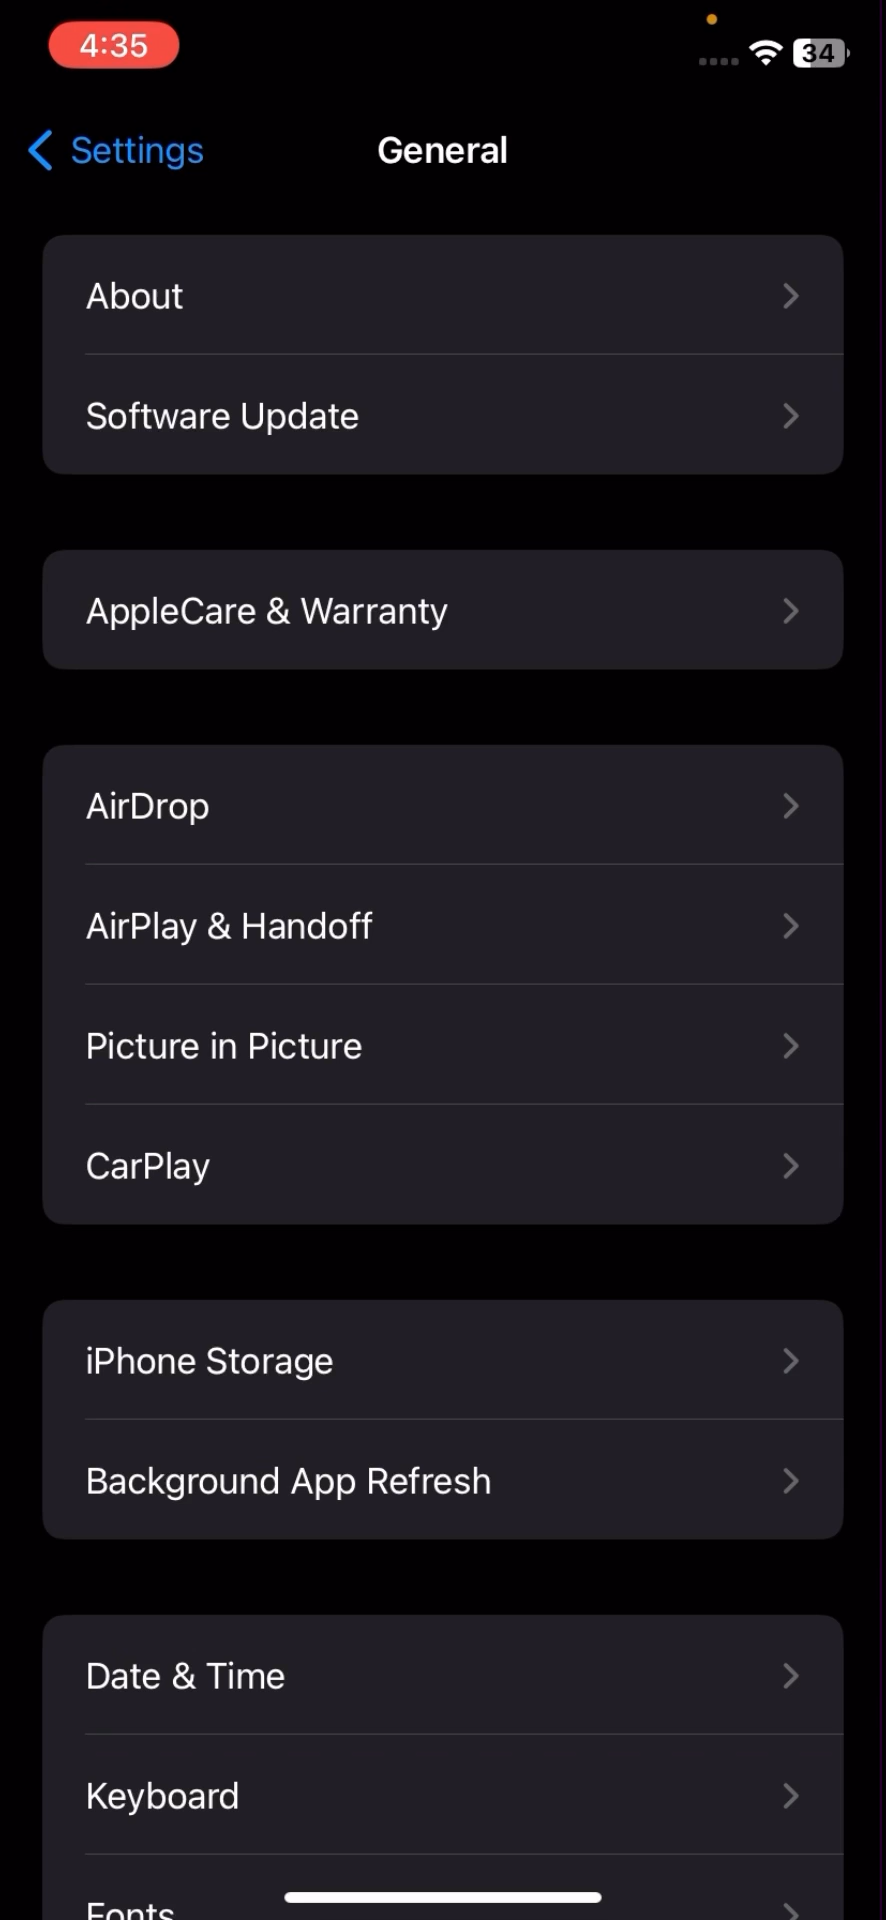 4:35
34
Settings
General
About
Software Update
AppleCare & Warranty
AirDrop
AirPlay & Handoff
Picture in Picture
CarPlay
iPhone Storage
Background App Refresh
Date & Time
Keyboard
Fonts